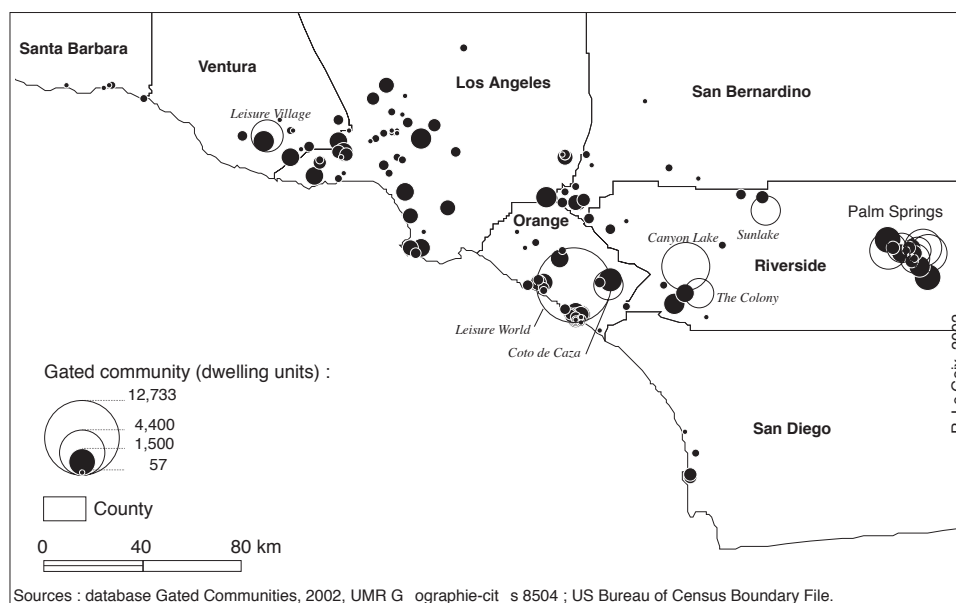 Santa Barbara
Ventura
Los Angeles
San Bernardino
Leisure Village
Orange
Palm Springs
Canyon Lake
Sunlake
Riverside
The Colony
Leisure World
Coto de Caza
San Diego
Gated community (dwelling units) :
12,733
4,400
1,500
57
County
0 40 80 km
Sources : database Gated Communities, 2002, UMR G ographie-cit s 8504 ; US Bureau of Census Boundary File.